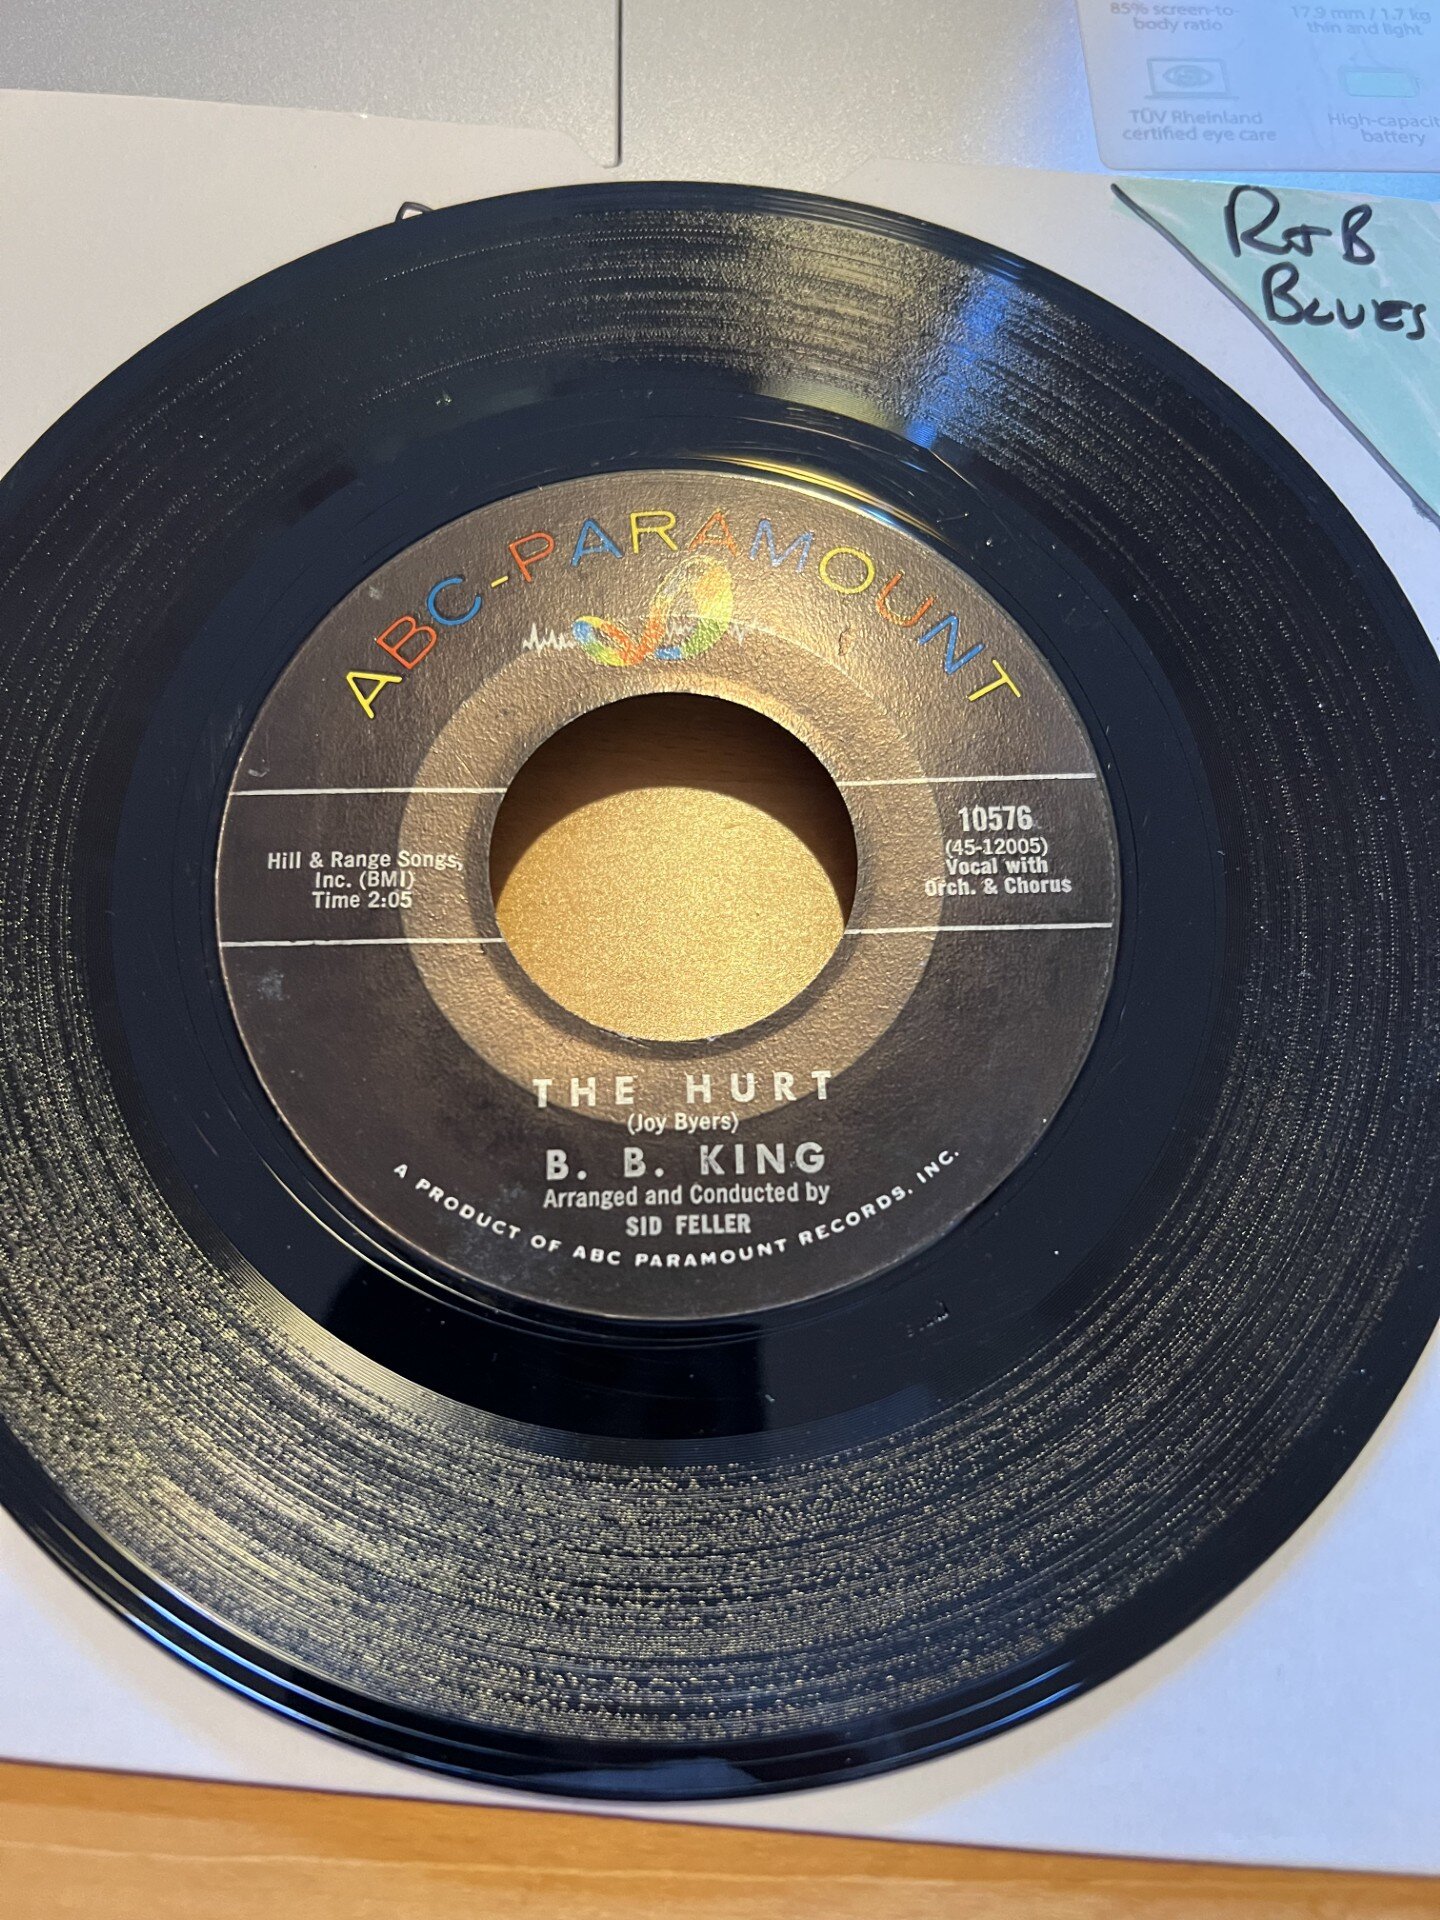 85% screen-to-
body ratio
17.9 mm / 1.7 kg
thin and light
TÜV Rheinland
certified eye care
High-capacit
battery
R+B
BLUES
ABC-PARAMOUNT
Hill & Range Songs,
Inc. (BMI)
Time 2:05
10576
(45-12005)
Vocal with
Orch. & Chorus
THE HURT
(Joy Byers)
B. B. KING
Arranged and Conducted by
SID FELLER
A PRODUCT OF ABC PARAMOUNT RECORDS, INC.